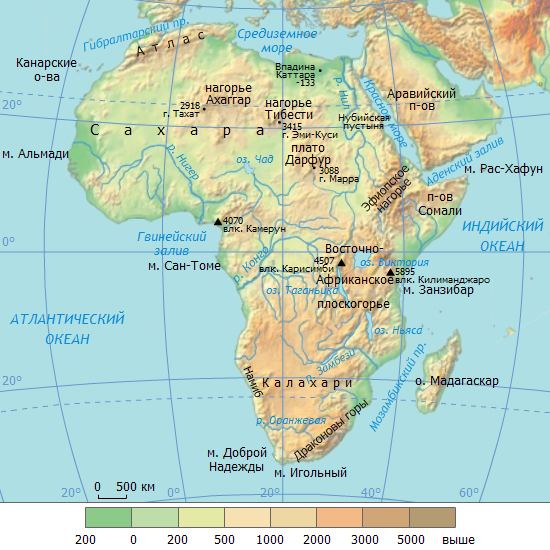 Гибралтарский пр.
Средиземное
море
Атлас
Канарские
о-ва
Впадина
Каттара
-133
р. Нил
Красное море
Аравийский
п-ов
нагорье
Ахаггар
2918
г. Тахат
нагорье
Тибести
3415
г. Эми-Куси
Нубийская
пустыня
20°
Сахара
плато
Дарфур
3088
г. Марра
м. Альмади
р. Нигер
оз. Чад
Аденский залив
м. Рас-Хафун
Эфиопское
нагорье
п-ов
Сомали
4070
влк. Камерун
Гвинейский
залив
ИНДИЙСКИЙ
ОКЕАН
0°
м. Сан-Томе
р. Конго
Восточно-
4507
влк. Карисимби
оз. Виктория
Африканское
5895
влк. Килиманджаро
оз. Таганьика
м. Занзибар
плоскогорье
АТЛАНТИЧЕСКИЙ
ОКЕАН
оз. Ньяса
р. Замбези
Мозамбикский пр.
20°
Намиб
Калахари
о. Мадагаскар
р. Оранжевая
Драконовы горы
м. Доброй
Надежды
м. Игольный
0 500 км
20° 0° 20° 40° 60°
200 0 200 500 1000 2000 3000 5000 выше